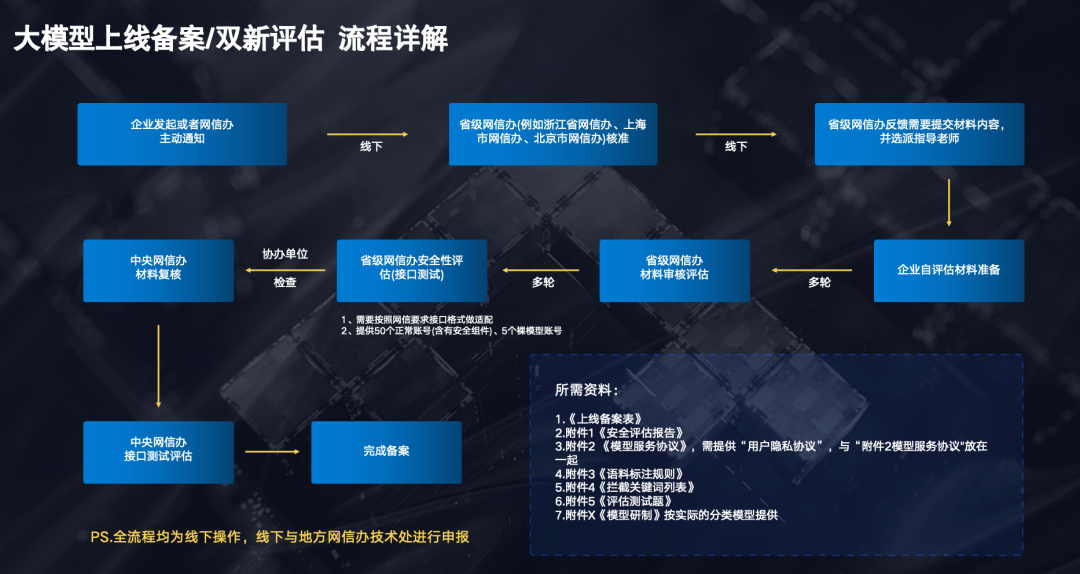 大模型上线备案/双新评估 流程详解
企业发起或者网信办
主动通知
线下
省级网信办(例如浙江省网信办、上海
市网信办、北京市网信办)核准
线下
省级网信办反馈需要提交材料内容，
并选派指导老师
中央网信办
材料复核
协办单位
检查
省级网信办安全性评
估(接口测试)
多轮
省级网信办
材料审核评估
多轮
企业自评估材料准备
1、需要按照网信要求接口格式做适配
2、提供50个正常账号(含有安全组件)、5个裸模型账号
所需资料：
1.《上线备案表》
2.附件1《安全评估报告》
3.附件2 《模型服务协议》，需提供“用户隐私协议”，与“附件2模型服务协议"放在
一起
4.附件3《语料标注规则》
5.附件4《拦截关键词列表》
6.附件5《评估测试题》
7.附件X《模型研制》按实际的分类模型提供
中央网信办
接口测试评估
完成备案
PS.全流程均为线下操作，线下与地方网信办技术处进行申报